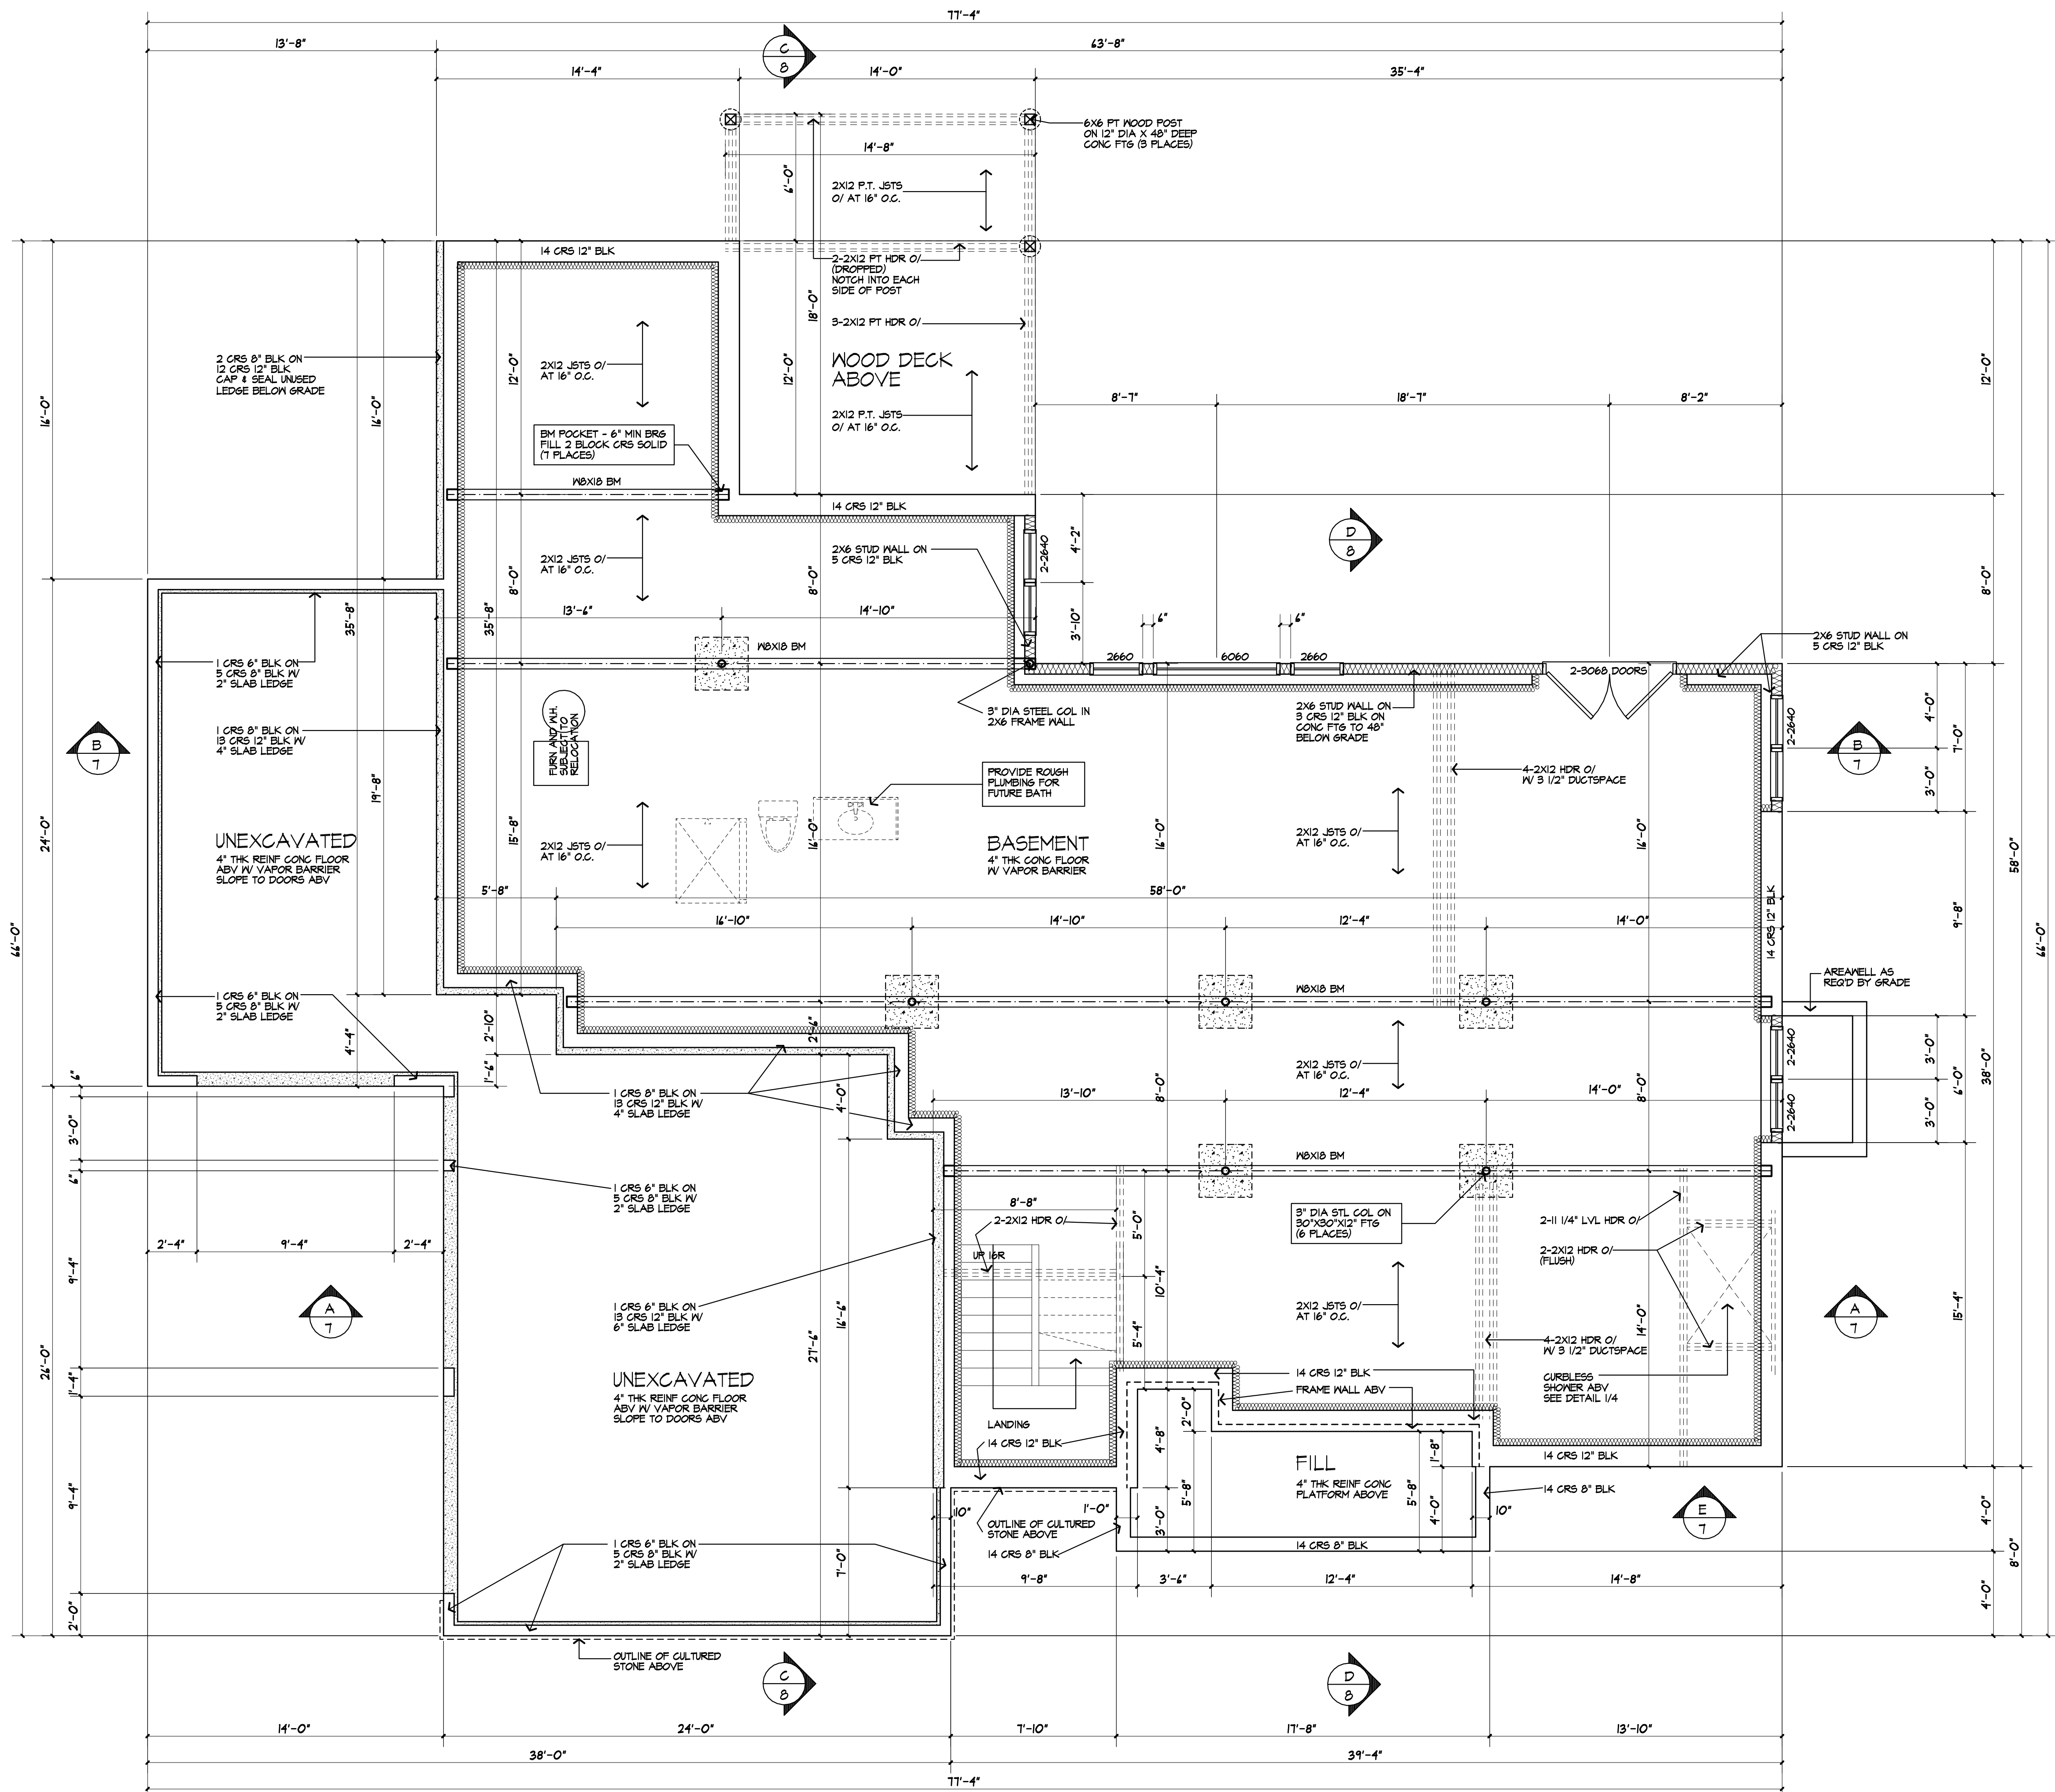 77'-4"
13'-8"
63'-8"
C
8
14'-4"
14'-0"
35'-4"
6X6 PT WOOD POST
ON 12" DIA X 48" DEEP
CONC FTG (3 PLACES)
14'-8"
6'-0"
2X12 P.T. JSTS
O/ AT 16" O.C.
14 CRS 12" BLK
2-2X12 PT HDR O/
(DROPPED)
NOTCH INTO EACH
SIDE OF POST
18'-0"
3-2X12 PT HDR O/
2 CRS 8" BLK ON
12 CRS 12" BLK
CAP & SEAL UNUSED
LEDGE BELOW GRADE
2X12 JSTS O/
AT 16" O.C.
12'-0"
12'-0"
WOOD DECK
ABOVE
12'-0"
16'-0"
16'-0"
8'-7"
18'-7"
8'-2"
2X12 P.T. JSTS
O/ AT 16" O.C.
BM POCKET - 6" MIN BRG
FILL 2 BLOCK CRS SOLID
(7 PLACES)
W8X18 BM
14 CRS 12" BLK
D
8
4'-2"
2-2640
2X6 STUD WALL ON
5 CRS 12" BLK
2X12 JSTS O/
AT 16" O.C.
8'-0"
8'-0"
8'-0"
35'-8"
35'-8"
13'-6"
14'-10"
3'-10"
6"
6"
2X6 STUD WALL ON
5 CRS 12" BLK
W8X18 BM
2660
6060
2660
2-3068 DOORS
1 CRS 6" BLK ON
5 CRS 8" BLK W/
2" SLAB LEDGE
3" DIA STEEL COL IN
2X6 FRAME WALL
2X6 STUD WALL ON
3 CRS 12" BLK ON
CONC FTG TO 48"
BELOW GRADE
4'-0"
7'-0"
2-2640
3'-0"
B
7
1 CRS 8" BLK ON
13 CRS 12" BLK W/
4" SLAB LEDGE
FURN AND W.H.
SUBJECT TO
RELOCATION
B
7
PROVIDE ROUGH
PLUMBING FOR
FUTURE BATH
4-2X12 HDR O/
W/ 3 1/2" DUCTSPACE
19'-8"
15'-8"
16'-0"
16'-0"
16'-0"
24'-0"
UNEXCAVATED
4" THK REINF CONC FLOOR
ABV W/ VAPOR BARRIER
SLOPE TO DOORS ABV
2X12 JSTS O/
AT 16" O.C.
BASEMENT
4" THK CONC FLOOR
W/ VAPOR BARRIER
2X12 JSTS O/
AT 16" O.C.
58'-0"
5'-8"
58'-0"
16'-10"
14'-10"
12'-4"
14'-0"
14 CRS 12" BLK
9'-8"
66'-0"
66'-0"
AREAWELL AS
REQ'D BY GRADE
1 CRS 6" BLK ON
5 CRS 8" BLK W/
2" SLAB LEDGE
W8X18 BM
4'-4"
2'-10"
2'-6"
1'-6"
2X12 JSTS O/
AT 16" O.C.
2-2640
2-2640
3'-0"
3'-0"
6'-0"
38'-0"
6"
3'-0"
6"
1 CRS 8" BLK ON
13 CRS 12" BLK W/
4" SLAB LEDGE
4'-0"
13'-10"
12'-4"
14'-0"
8'-0"
8'-0"
W8X18 BM
1 CRS 6" BLK ON
5 CRS 8" BLK W/
2" SLAB LEDGE
8'-8"
2-2X12 HDR O/
5'-0"
3" DIA STL COL ON
30"X30"X12" FTG
(6 PLACES)
2-11 1/4" LVL HDR O/
2-2X12 HDR O/
(FLUSH)
2'-4"
9'-4"
2'-4"
9'-4"
UP 16R
10'-4"
5'-4"
A
7
1 CRS 6" BLK ON
13 CRS 12" BLK W/
6" SLAB LEDGE
16'-6"
27'-6"
2X12 JSTS O/
AT 16" O.C.
14'-0"
4-2X12 HDR O/
W/ 3 1/2" DUCTSPACE
A
7
15'-4"
26'-0"
1'-4"
UNEXCAVATED
4" THK REINF CONC FLOOR
ABV W/ VAPOR BARRIER
SLOPE TO DOORS ABV
14 CRS 12" BLK
FRAME WALL ABV
CURBLESS
SHOWER ABV
SEE DETAIL 1/4
LANDING
14 CRS 12" BLK
2'-0"
4'-8"
1'-8"
14 CRS 12" BLK
FILL
4" THK REINF CONC
PLATFORM ABOVE
5'-8"
5'-8"
14 CRS 8" BLK
9'-4"
10"
1'-0"
3'-0"
4'-0"
10"
E
7
4'-0"
OUTLINE OF CULTURED
STONE ABOVE
14 CRS 8" BLK
14 CRS 8" BLK
1 CRS 6" BLK ON
5 CRS 8" BLK W/
2" SLAB LEDGE
7'-0"
8'-0"
9'-8"
3'-6"
12'-4"
14'-8"
4'-0"
2'-0"
OUTLINE OF CULTURED
STONE ABOVE
C
8
D
8
14'-0"
24'-0"
7'-10"
17'-8"
13'-10"
38'-0"
39'-4"
77'-4"